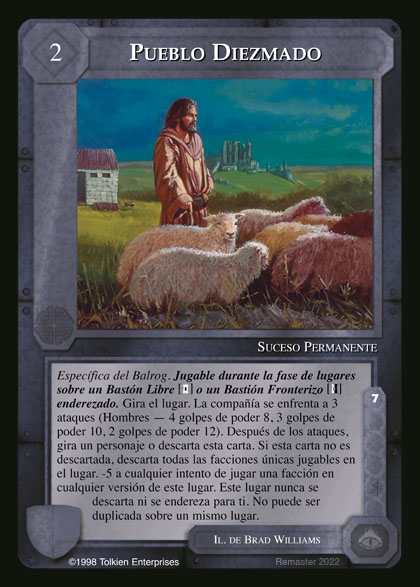 2
PUEBLO DIEZMADO
SUCESO PERMANENTE
Específica del Balrog. Jugable durante la fase de lugares
sobre un Bastón Libre [] o un Bastión Fronterizo []
enderezado. Gira el lugar. La compañía se enfrenta a 3
ataques (Hombres — 4 golpes de poder 8, 3 golpes de
poder 10, 2 golpes de poder 12). Después de los ataques,
gira un personaje o descarta esta carta. Si esta carta no es
descartada, descarta todas las facciones únicas jugables en
el lugar. -5 a cualquier intento de jugar una facción en
cualquier versión de este lugar. Este lugar nunca se
descarta ni se endereza para ti. No puede ser
duplicada sobre un mismo lugar.
7
IL. DE BRAD WILLIAMS
©1998 Tolkien Enterprises
Remaster 2022